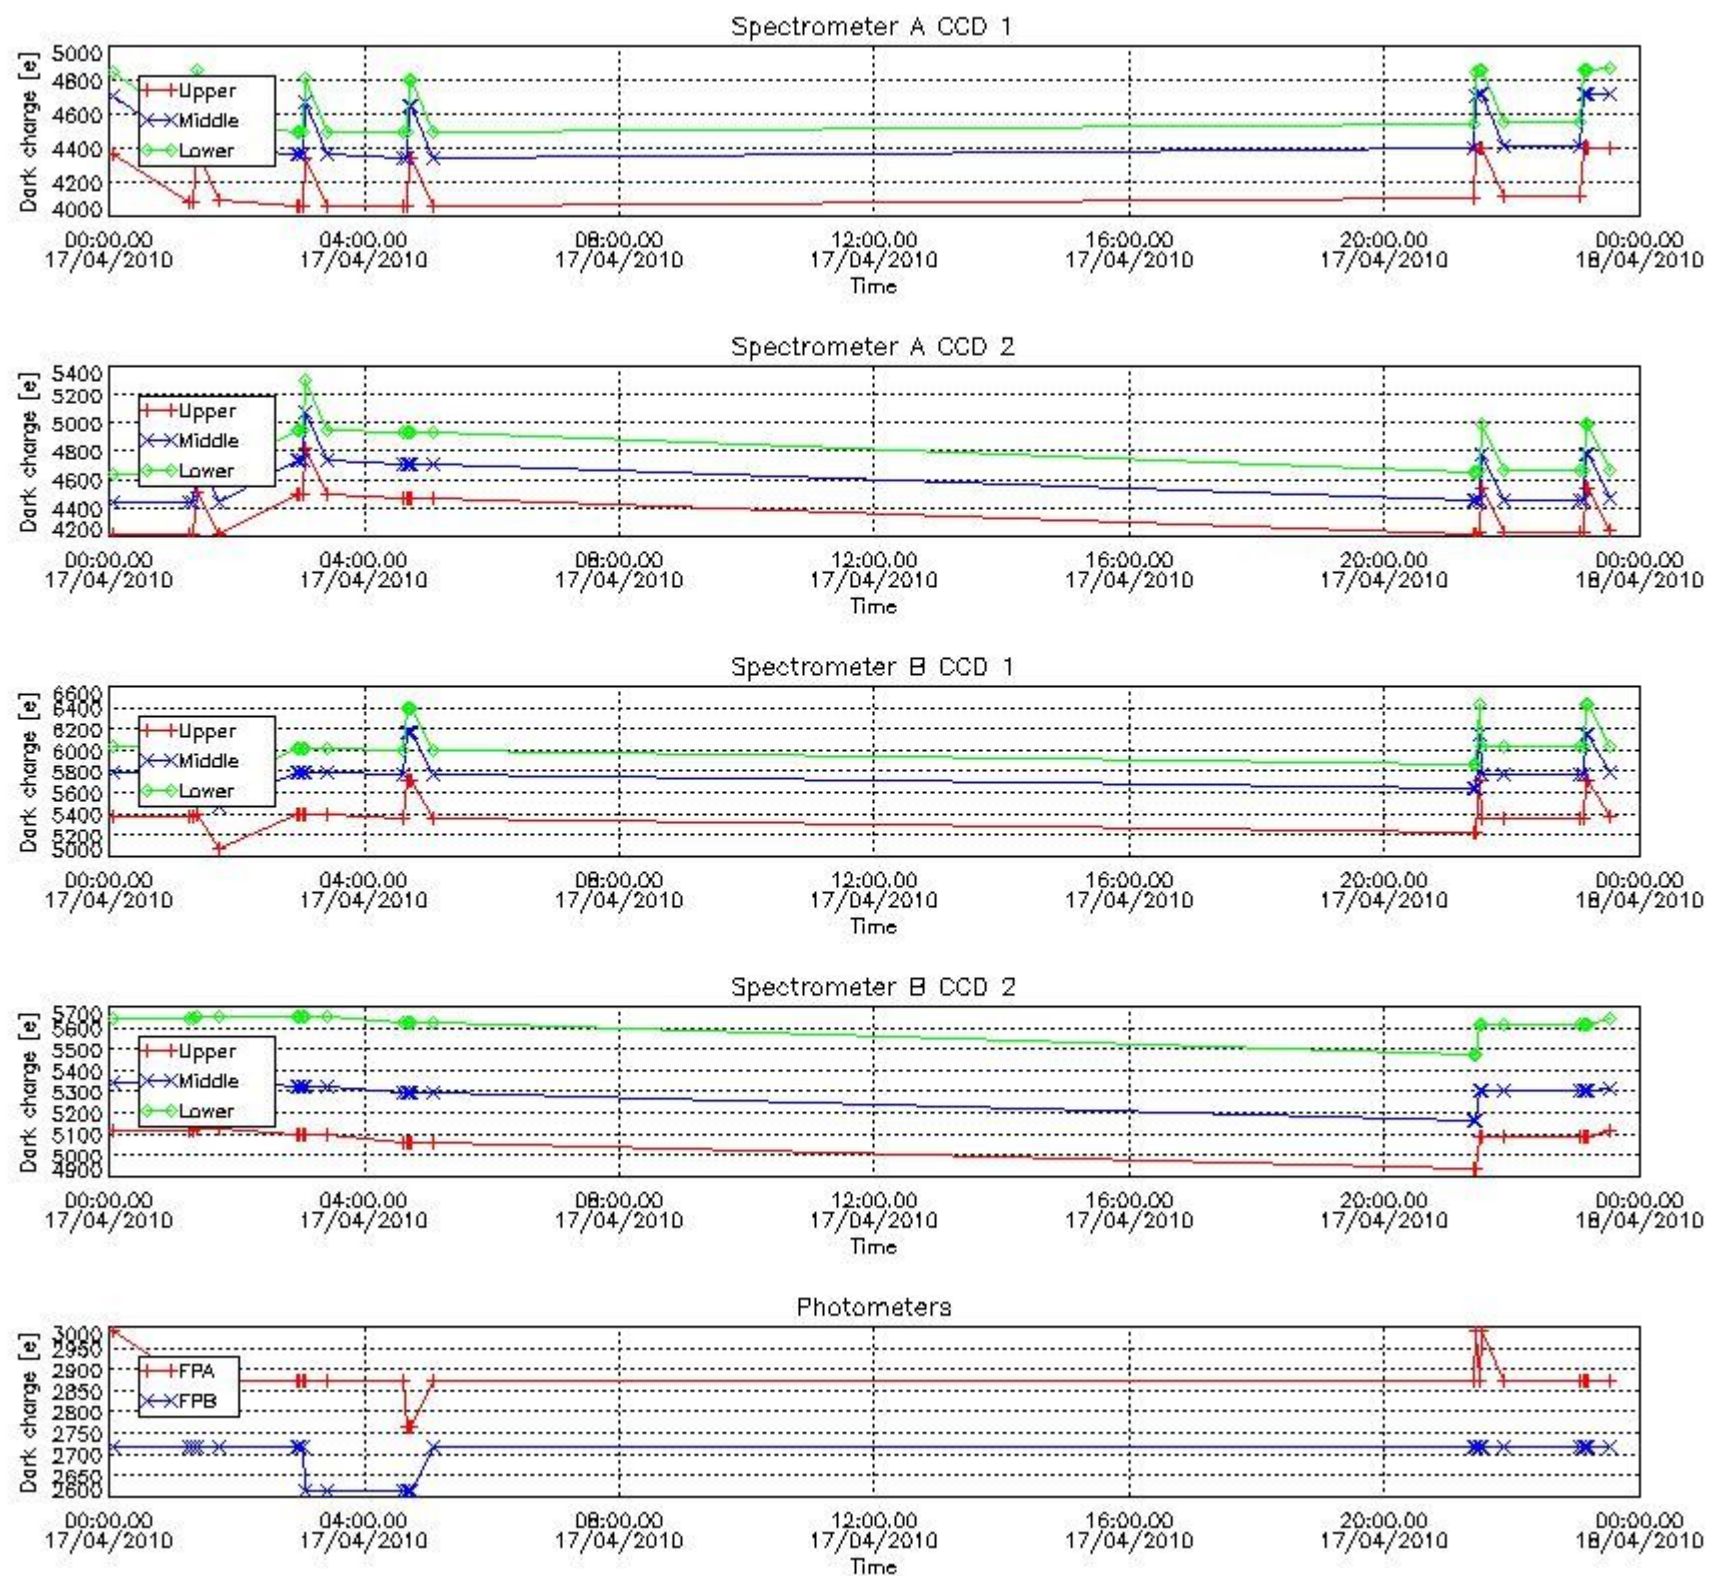 Spectrometer A CCD 1
Dark charge [e]
5000
4800
4600
4400
4200
4000
Upper
Middle
Lower
00:00.00 04:00.00 08:00.00 12:00.00 16:00.00 20:00.00 00:00.00
17/04/2010 17/04/2010 17/04/2010 17/04/2010 17/04/2010 17/04/2010 18/04/2010
Time
Spectrometer A CCD 2
Dark charge [e]
5400
5200
5000
4800
4600
4400
4200
Upper
Middle
Lower
00:00.00 04:00.00 08:00.00 12:00.00 16:00.00 20:00.00 00:00.00
17/04/2010 17/04/2010 17/04/2010 17/04/2010 17/04/2010 17/04/2010 18/04/2010
Time
Spectrometer B CCD 1
Dark charge [e]
6600
6400
6200
6000
5800
5600
5400
5200
5000
Upper
Middle
Lower
00:00.00 04:00.00 08:00.00 12:00.00 16:00.00 20:00.00 00:00.00
17/04/2010 17/04/2010 17/04/2010 17/04/2010 17/04/2010 17/04/2010 18/04/2010
Time
Spectrometer B CCD 2
Dark charge [e]
5700
5600
5500
5400
5300
5200
5100
5000
4900
Upper
Middle
Lower
00:00.00 04:00.00 08:00.00 12:00.00 16:00.00 20:00.00 00:00.00
17/04/2010 17/04/2010 17/04/2010 17/04/2010 17/04/2010 17/04/2010 18/04/2010
Time
Photometers
Dark charge [e]
3000
2950
2900
2850
2800
2750
2700
2650
2600
FPA
FPB
00:00.00 04:00.00 08:00.00 12:00.00 16:00.00 20:00.00 00:00.00
17/04/2010 17/04/2010 17/04/2010 17/04/2010 17/04/2010 17/04/2010 18/04/2010
Time